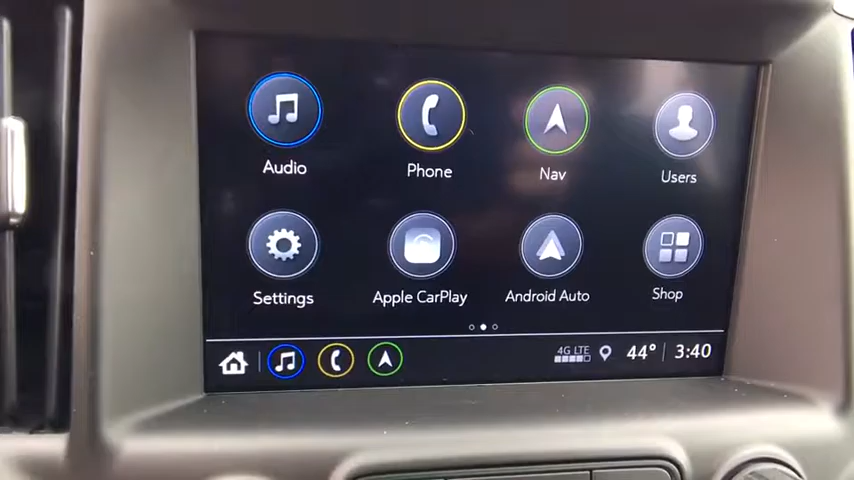 Audio Phone Nav Users
Settings Apple CarPlay Android Auto Shop
4G LTE 44° 3:40